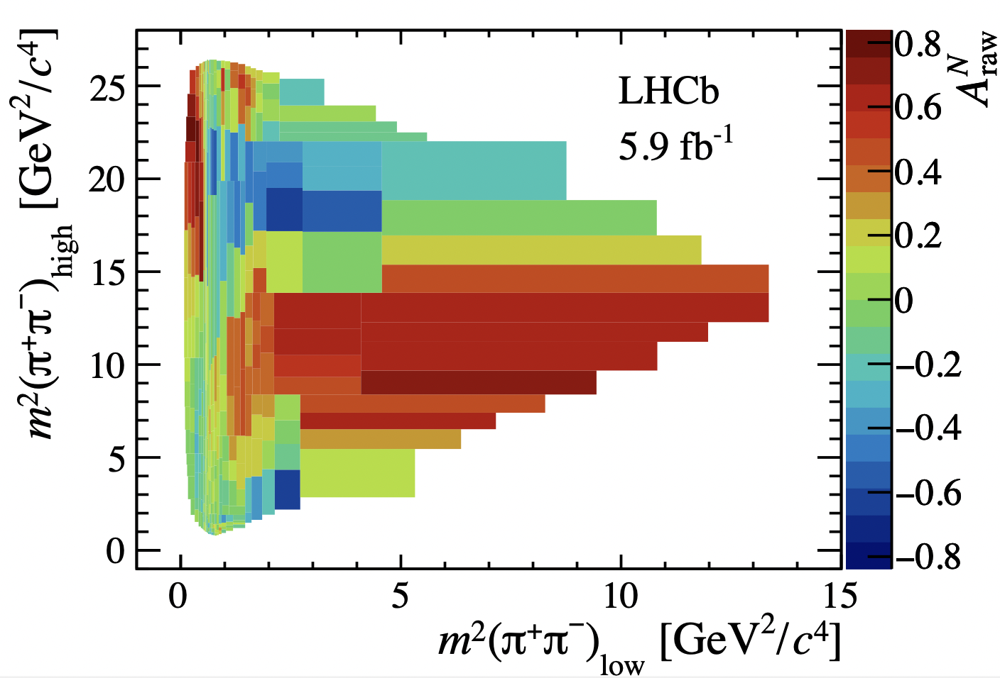 m²(π⁺π⁻)high [GeV²/c⁴]
25
20
15
10
5
0
LHCb
5.9 fb⁻¹
0.8
0.6
0.4
0.2
0
−0.2
−0.4
−0.6
−0.8
Aᴺraw
0 5 10 15
m²(π⁺π⁻)low [GeV²/c⁴]